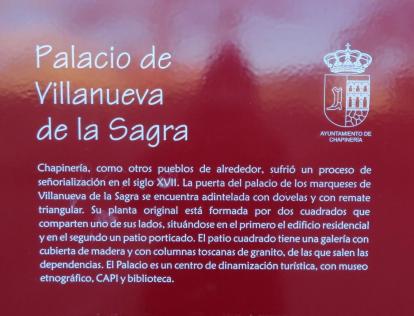 Palacio de
Villanueva
de la Sagra
AYUNTAMIENTO DE
CHAPINERÍA
Chapinería, como otros pueblos de alrededor, sufrió un proceso de
señorialización en el siglo XVII. La puerta del palacio de los marqueses de
Villanueva de la Sagra se encuentra adintelada con dovelas y con remate
triangular. Su planta original está formada por dos cuadrados que
comparten uno de sus lados, situándose en el primero el edificio residencial
y en el segundo un patio porticado. El patio cuadrado tiene una galería con
cubierta de madera y con columnas toscanas de granito, de las que salen las
dependencias. El Palacio es un centro de dinamización turística, con museo
etnográfico, CAPI y biblioteca.